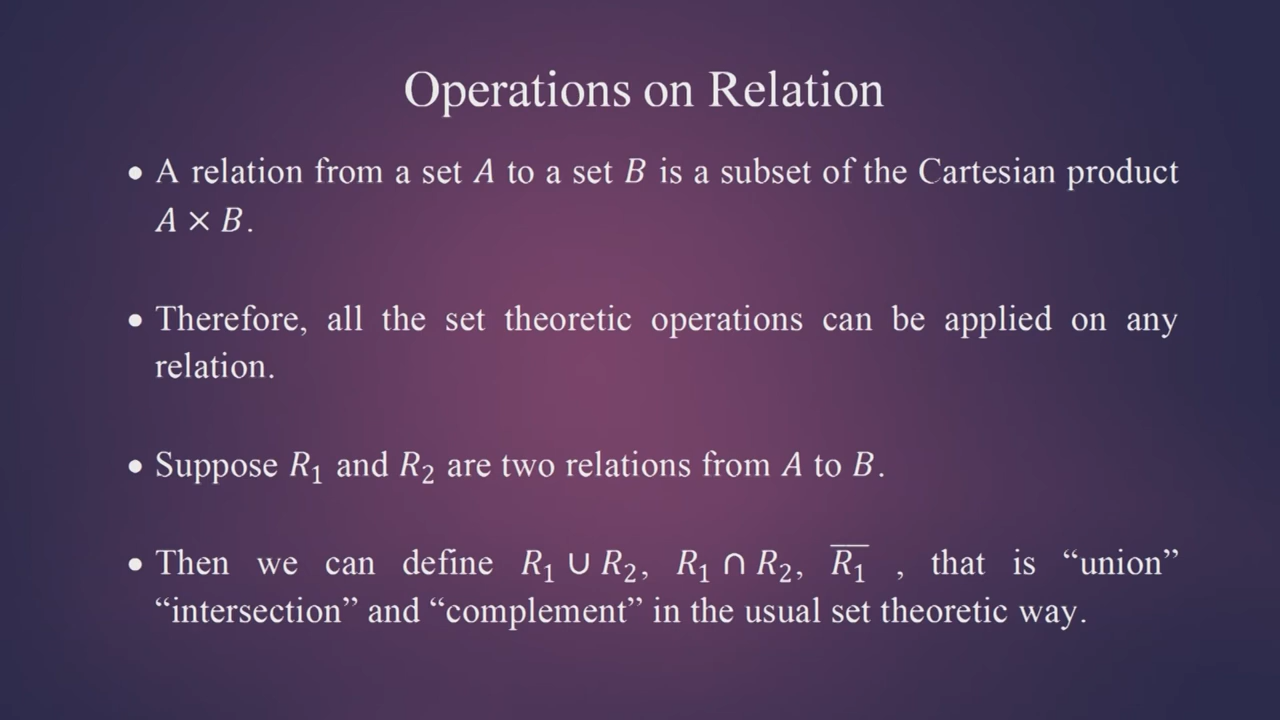 Operations on Relation
• A relation from a set A to a set B is a subset of the Cartesian product
A × B.
• Therefore, all the set theoretic operations can be applied on any
relation.
• Suppose R₁ and R₂ are two relations from A to B.
• Then we can define R₁ ∪ R₂, R₁ ∩ R₂, R̅₁̅ , that is “union”
“intersection” and “complement” in the usual set theoretic way.